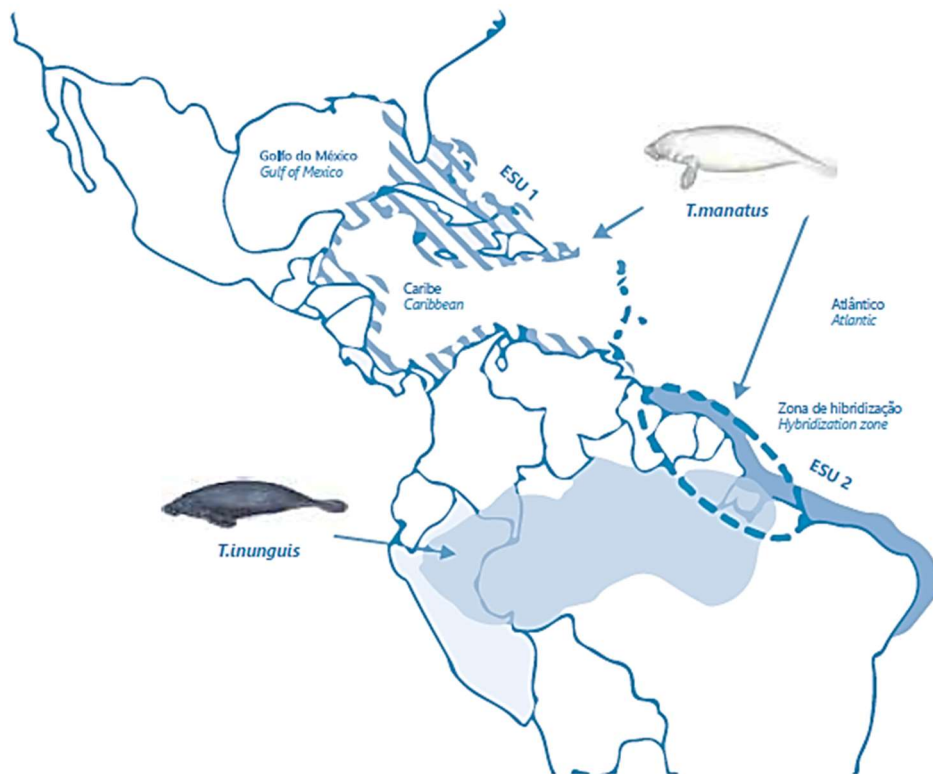 Golfo do México
Gulf of Mexico
ESU 1
T.manatus
Caribe
Caribbean
Atlântico
Atlantic
Zona de hibridização
Hybridization zone
ESU 2
T.inunguis